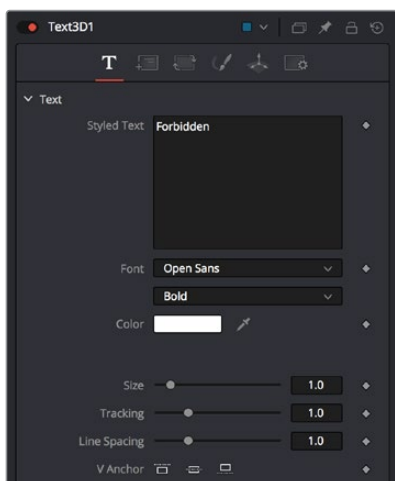 Text3D1
T
Text
Styled Text Forbidden
Font Open Sans
Bold
Color
Size 1.0
Tracking 1.0
Line Spacing 1.0
V Anchor